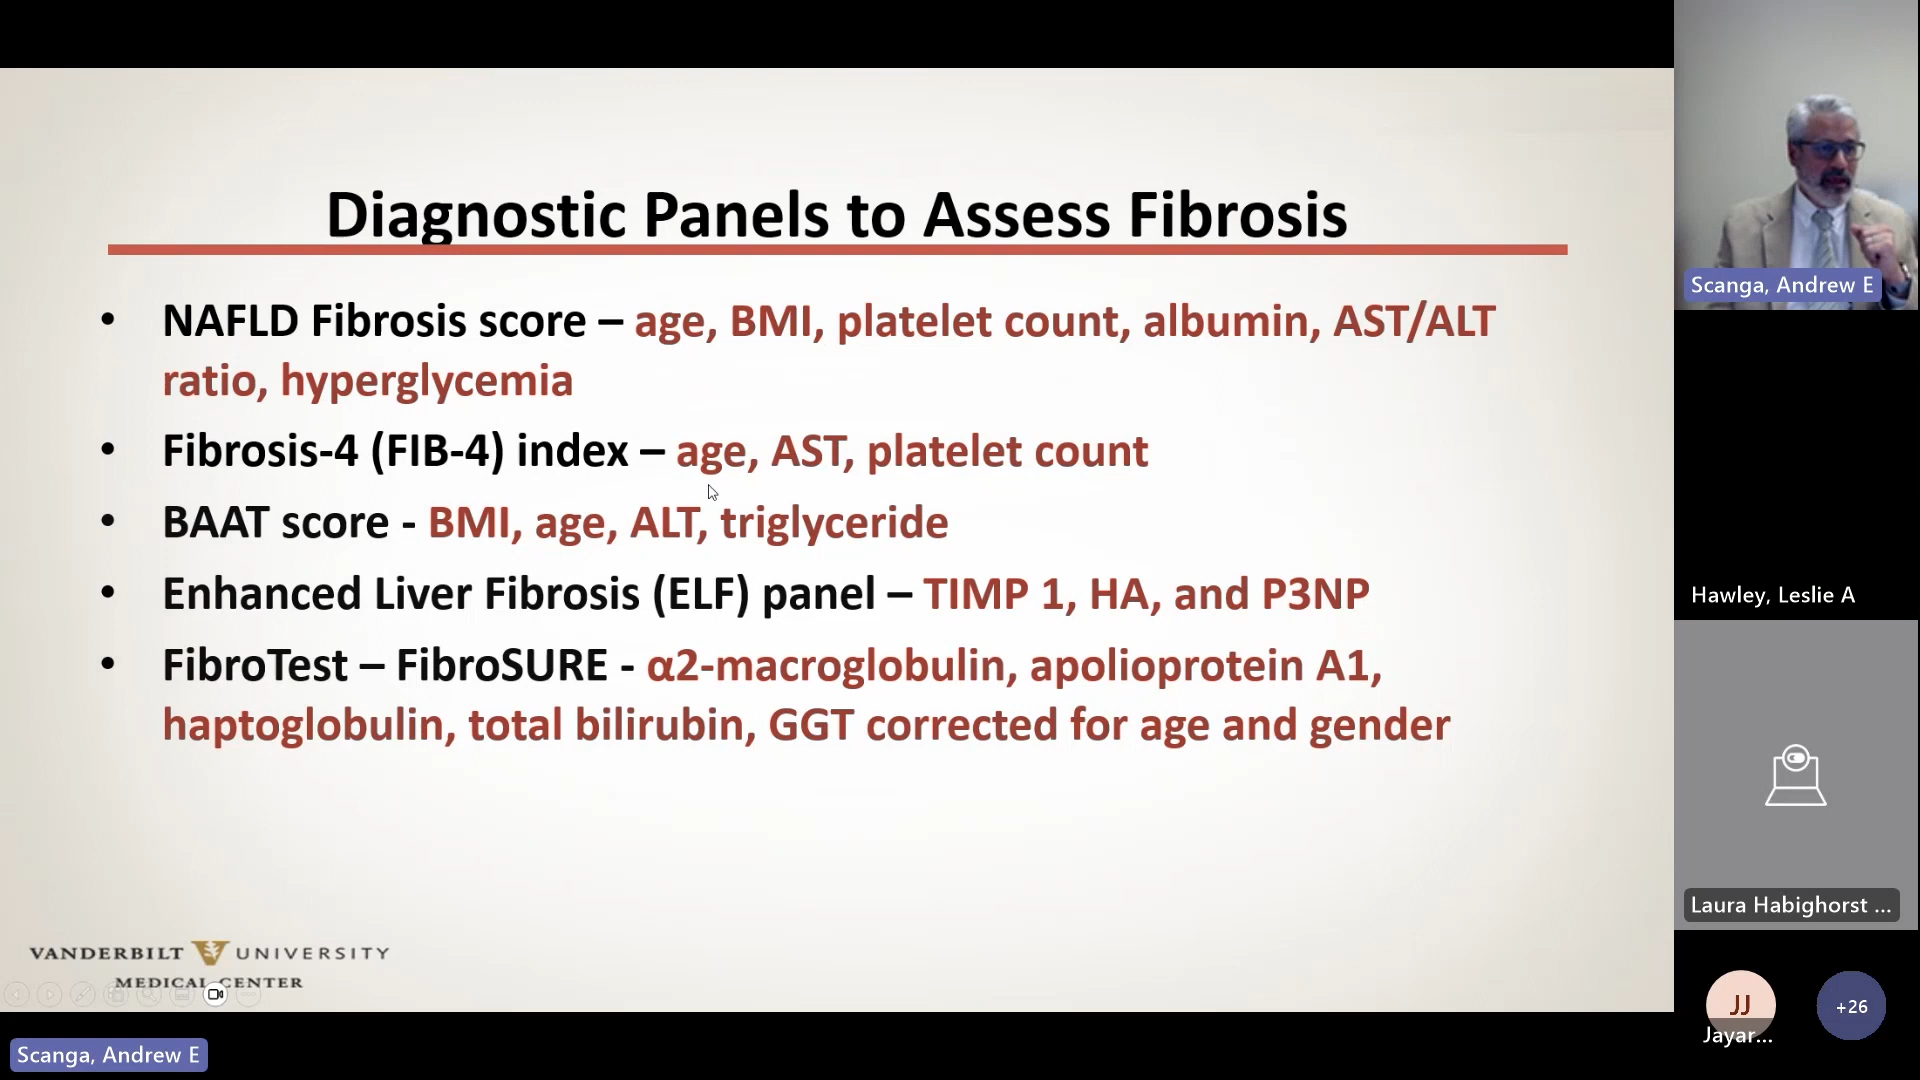 Diagnostic Panels to Assess Fibrosis
• NAFLD Fibrosis score – age, BMI, platelet count, albumin, AST/ALT
ratio, hyperglycemia
• Fibrosis-4 (FIB-4) index – age, AST, platelet count
• BAAT score - BMI, age, ALT, triglyceride
• Enhanced Liver Fibrosis (ELF) panel – TIMP 1, HA, and P3NP
• FibroTest – FibroSURE - α2-macroglobulin, apolioprotein A1,
haptoglobulin, total bilirubin, GGT corrected for age and gender
VANDERBILT V UNIVERSITY
MEDICAL CENTER
Scanga, Andrew E
Scanga, Andrew E
Hawley, Leslie A
Laura Habighorst ...
JJ
Jayar...
+26